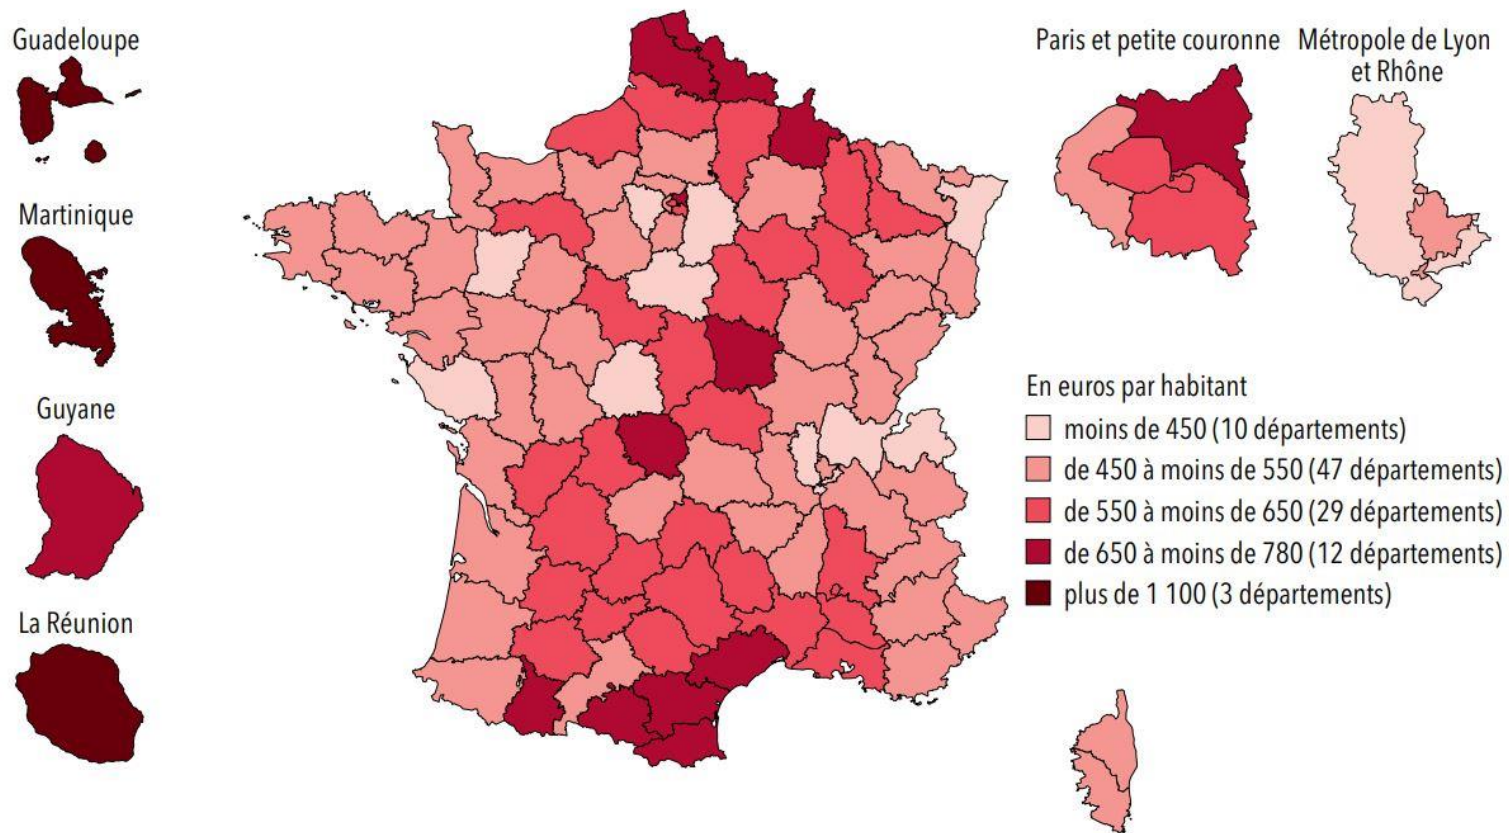 Guadeloupe
Martinique
Guyane
La Réunion
Paris et petite couronne
Métropole de Lyon
et Rhône
En euros par habitant
moins de 450 (10 départements)
de 450 à moins de 550 (47 départements)
de 550 à moins de 650 (29 départements)
de 650 à moins de 780 (12 départements)
plus de 1 100 (3 départements)